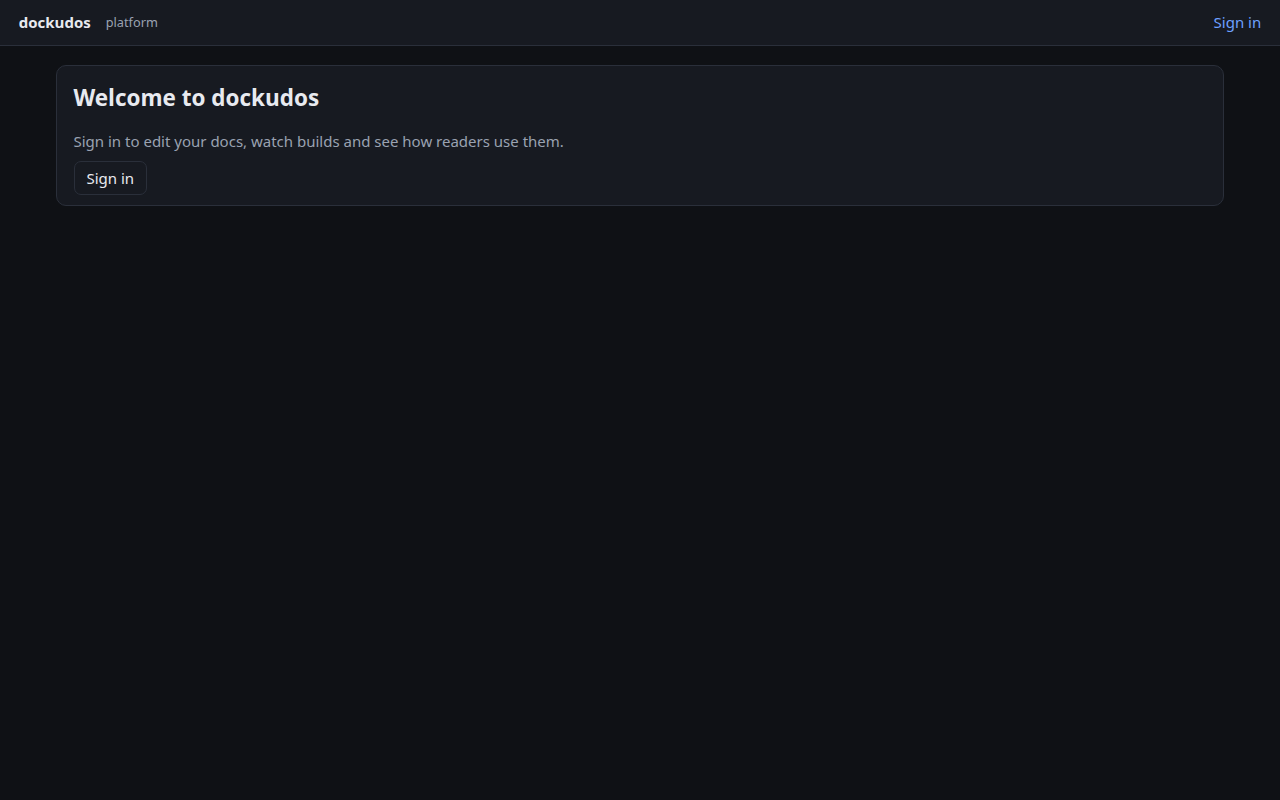 dockudos platform Sign in
Welcome to dockudos
Sign in to edit your docs, watch builds and see how readers use them.
Sign in